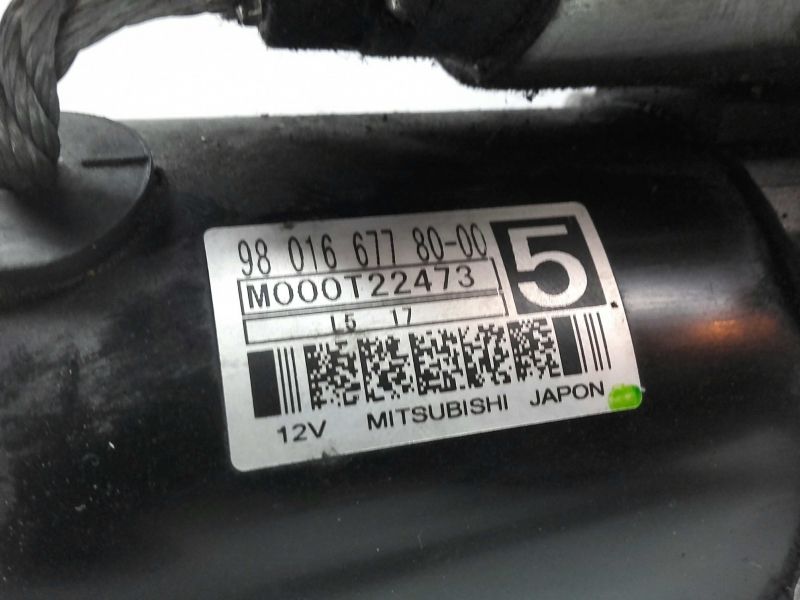 98 016 677 80-00
5
M000T22473
L5 17
12V MITSUBISHI JAPON